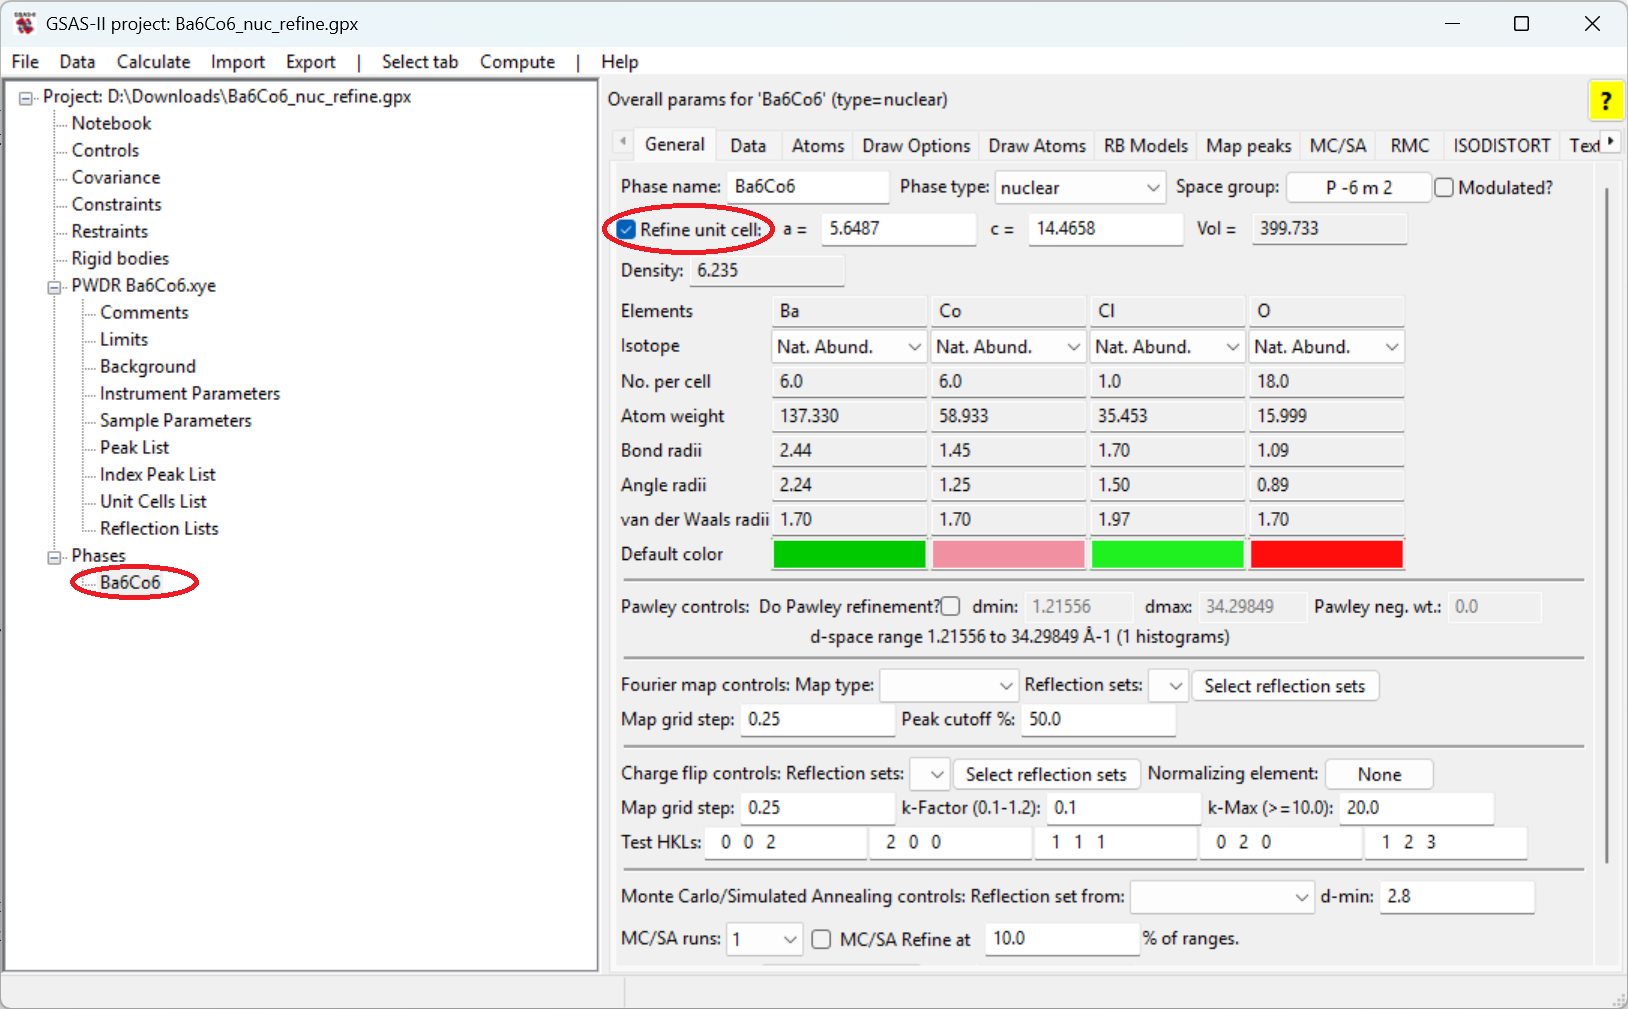 GSAS-II project: Ba6Co6_nuc_refine.gpx
File Data Calculate Import Export | Select tab Compute | Help
Project: D:\Downloads\Ba6Co6_nuc_refine.gpx
Notebook
Controls
Covariance
Constraints
Restraints
Rigid bodies
PWDR Ba6Co6.xye
Comments
Limits
Background
Instrument Parameters
Sample Parameters
Peak List
Index Peak List
Unit Cells List
Reflection Lists
Phases
Ba6Co6
Overall params for 'Ba6Co6' (type=nuclear)
?
General Data Atoms Draw Options Draw Atoms RB Models Map peaks MC/SA RMC ISODISTORT Text
Phase name: Ba6Co6 Phase type: nuclear Space group: P -6 m 2 Modulated?
Refine unit cell: a = 5.6487 c = 14.4658 Vol = 399.733
Density: 6.235
Elements Ba Co Cl O
Isotope Nat. Abund. Nat. Abund. Nat. Abund. Nat. Abund.
No. per cell 6.0 6.0 1.0 18.0
Atom weight 137.330 58.933 35.453 15.999
Bond radii 2.44 1.45 1.70 1.09
Angle radii 2.24 1.25 1.50 0.89
van der Waals radii 1.70 1.70 1.97 1.70
Default color
Pawley controls: Do Pawley refinement? dmin: 1.21556 dmax: 34.29849 Pawley neg. wt.: 0.0
d-space range 1.21556 to 34.29849 Å-1 (1 histograms)
Fourier map controls: Map type: Reflection sets: Select reflection sets
Map grid step: 0.25 Peak cutoff %: 50.0
Charge flip controls: Reflection sets: Select reflection sets Normalizing element: None
Map grid step: 0.25 k-Factor (0.1-1.2): 0.1 k-Max (>=10.0): 20.0
Test HKLs: 0 0 2 2 0 0 1 1 1 0 2 0 1 2 3
Monte Carlo/Simulated Annealing controls: Reflection set from: d-min: 2.8
MC/SA runs: 1 MC/SA Refine at 10.0 % of ranges.